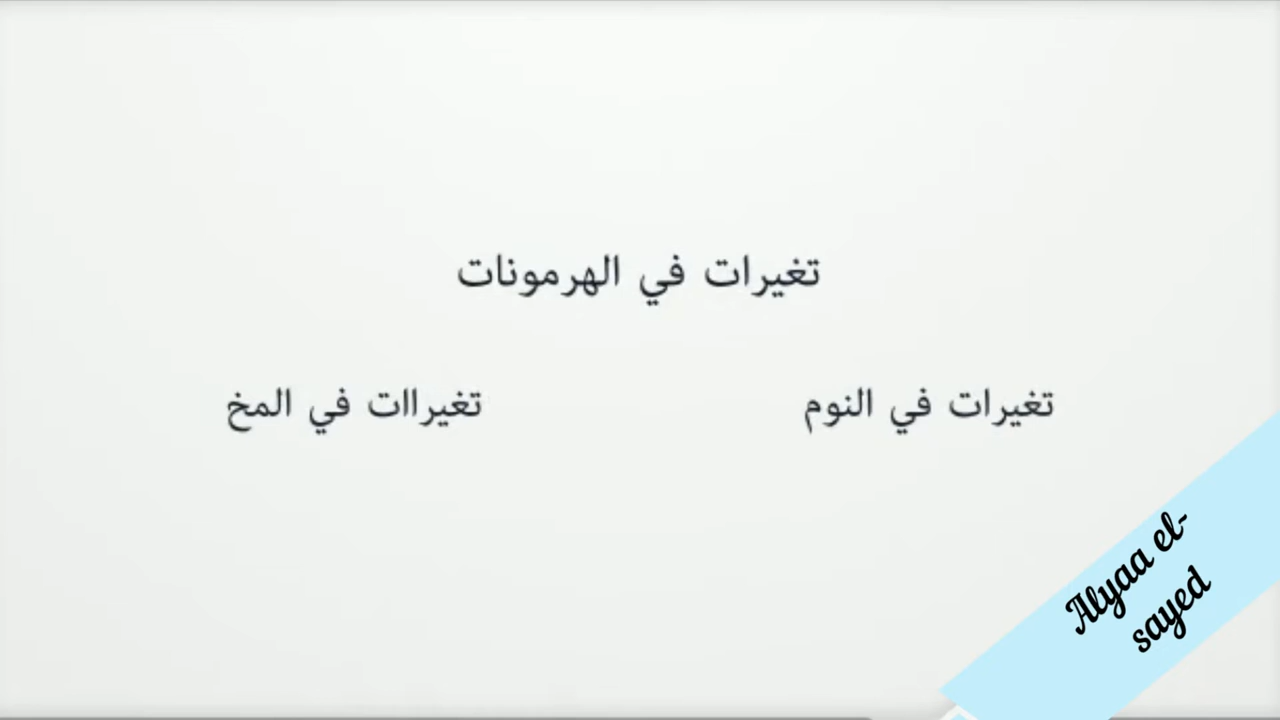 تغيرات في الهرمونات
تغيرات في النوم
تغيراات في المخ
Alyaa el-
sayed